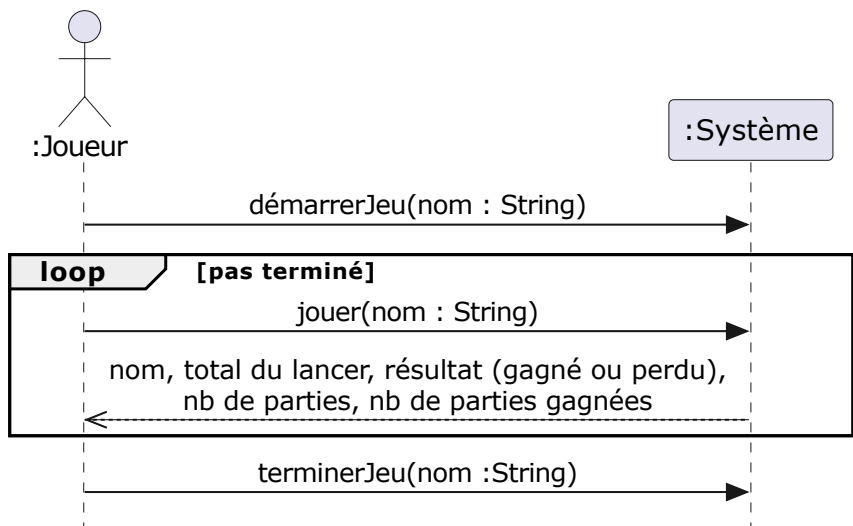 :Joueur
:Système
démarrerJeu(nom : String)
loop
[pas terminé]
jouer(nom : String)
nom, total du lancer, résultat (gagné ou perdu),
nb de parties, nb de parties gagnées
terminerJeu(nom :String)